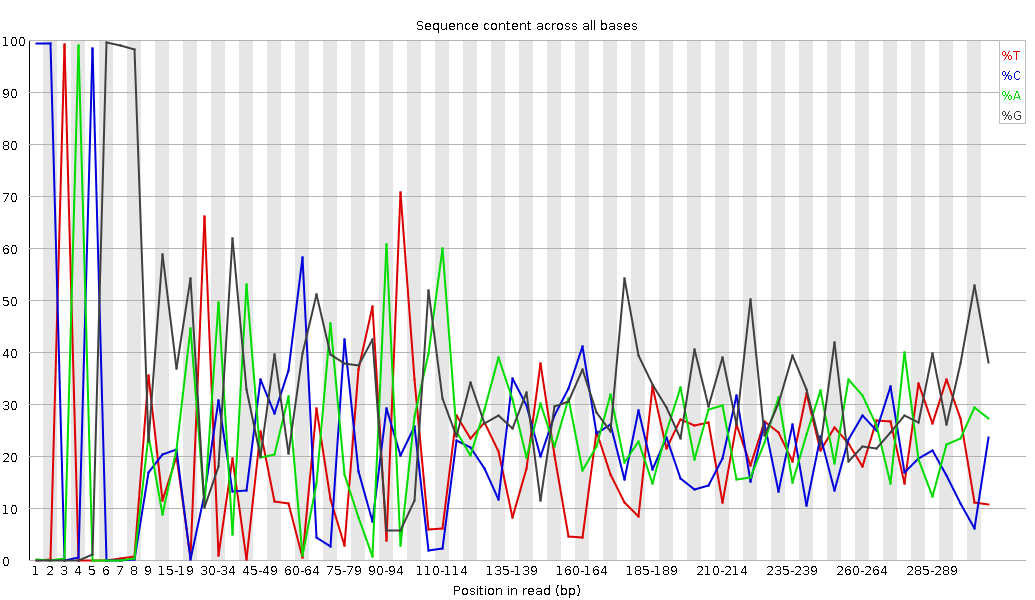 Sequence content across all bases
100
90
80
70
60
50
40
30
20
10
0
%T
%C
%A
%G
1 2 3 4 5 6 7 8 9 15-19 30-34 45-49 60-64 75-79 90-94 110-114 135-139 160-164 185-189 210-214 235-239 260-264 285-289
Position in read (bp)